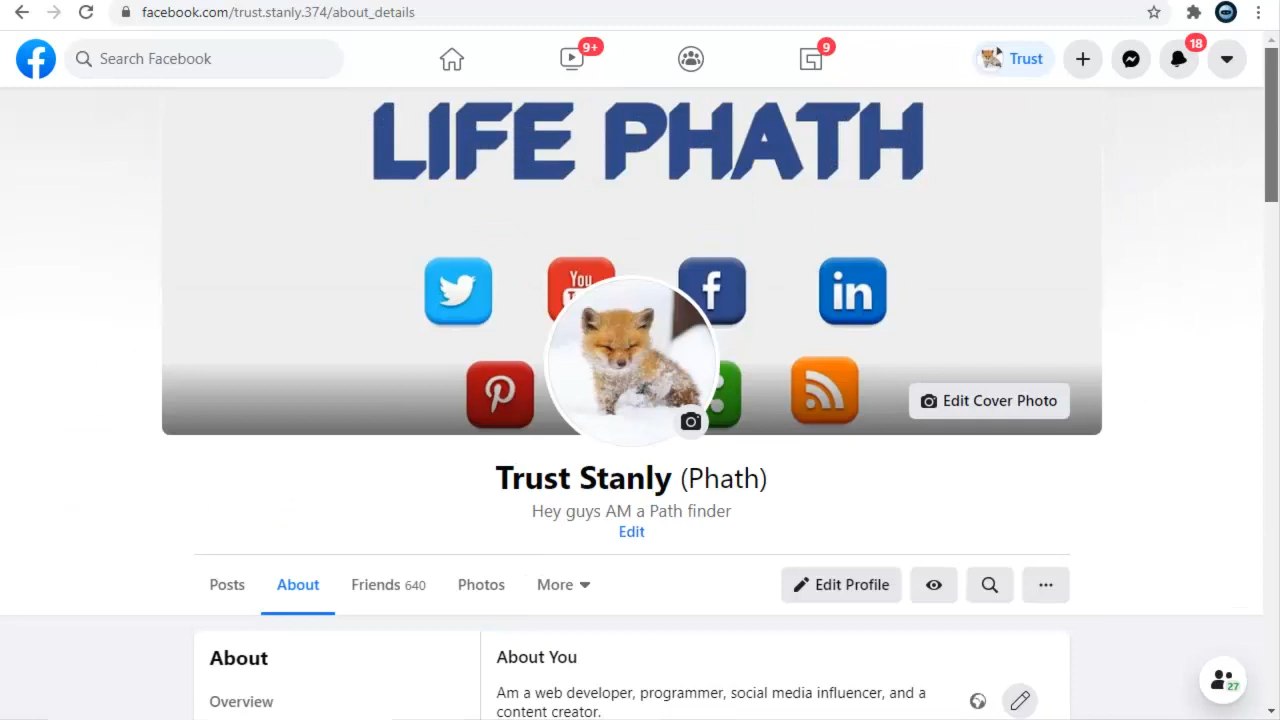 facebook.com/trust.stanly.374/about_details
Search Facebook
9+
9
Trust
18
LIFE PHATH
You
f
in
Edit Cover Photo
Trust Stanly (Phath)
Hey guys AM a Path finder
Edit
Posts
About
Friends 640
Photos
More
Edit Profile
About
Overview
About You
Am a web developer, programmer, social media influencer, and a
content creator.
27